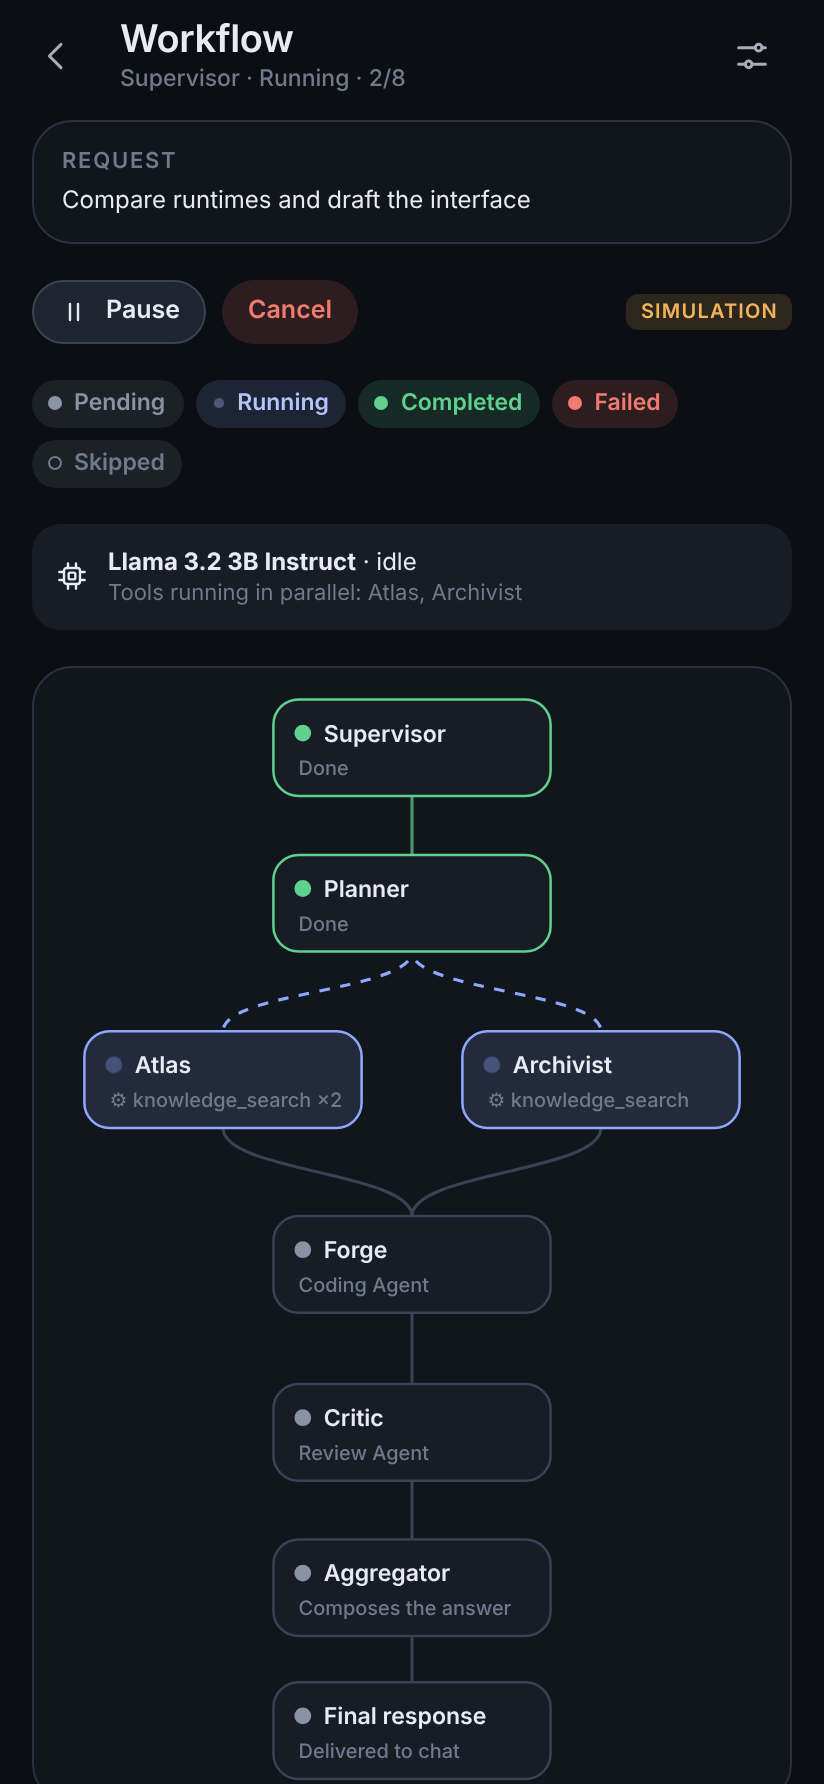 Workflow
Supervisor · Running · 2/8
REQUEST
Compare runtimes and draft the interface
Pause
Cancel
SIMULATION
Pending
Running
Completed
Failed
Skipped
Llama 3.2 3B Instruct · idle
Tools running in parallel: Atlas, Archivist
Supervisor
Done
Planner
Done
Atlas
⚙ knowledge_search ×2
Archivist
⚙ knowledge_search
Forge
Coding Agent
Critic
Review Agent
Aggregator
Composes the answer
Final response
Delivered to chat